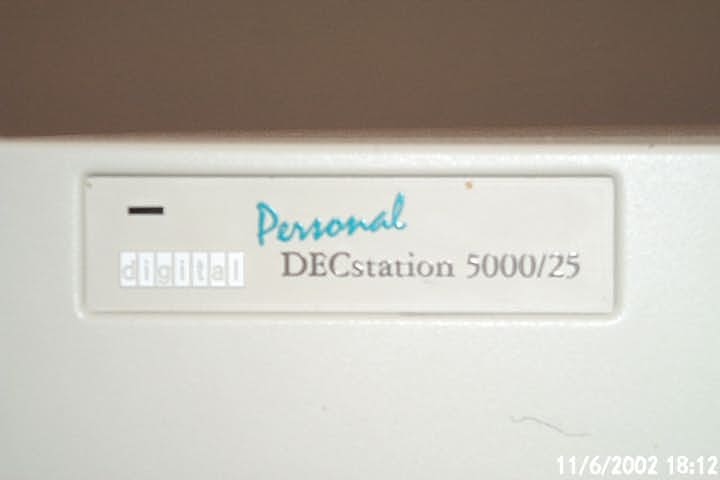 Personal
digital DECstation 5000/25
11/6/2002 18:12